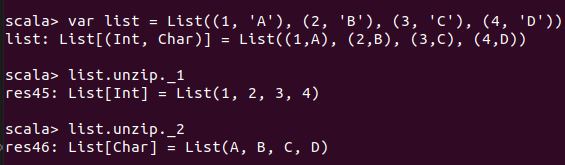 scala> var list = List((1, 'A'), (2, 'B'), (3, 'C'), (4, 'D'))
list: List[(Int, Char)] = List((1,A), (2,B), (3,C), (4,D))
scala> list.unzip._1
res45: List[Int] = List(1, 2, 3, 4)
scala> list.unzip._2
res46: List[Char] = List(A, B, C, D)